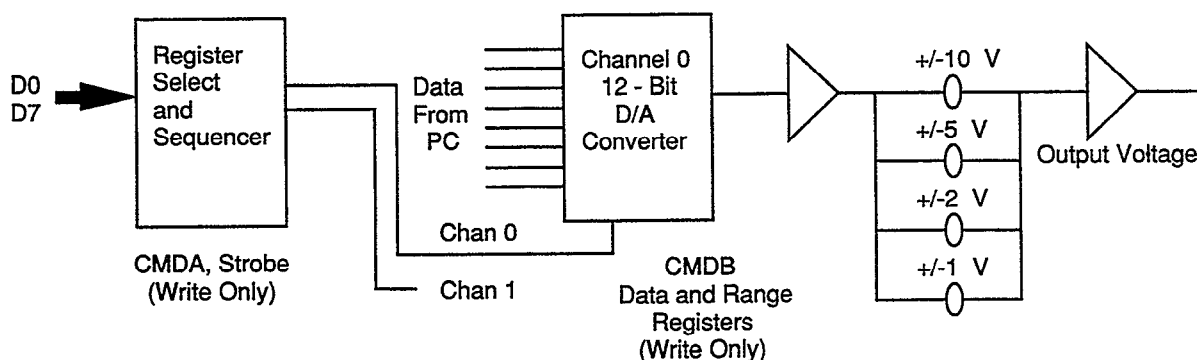 D0
D7
Register
Select
and
Sequencer
CMDA, Strobe
(Write Only)
Data
From
PC
Chan 0
Chan 1
Channel 0
12 - Bit
D/A
Converter
CMDB
Data and Range
Registers
(Write Only)
+/-10 V
+/-5 V
+/-2 V
+/-1 V
Output Voltage